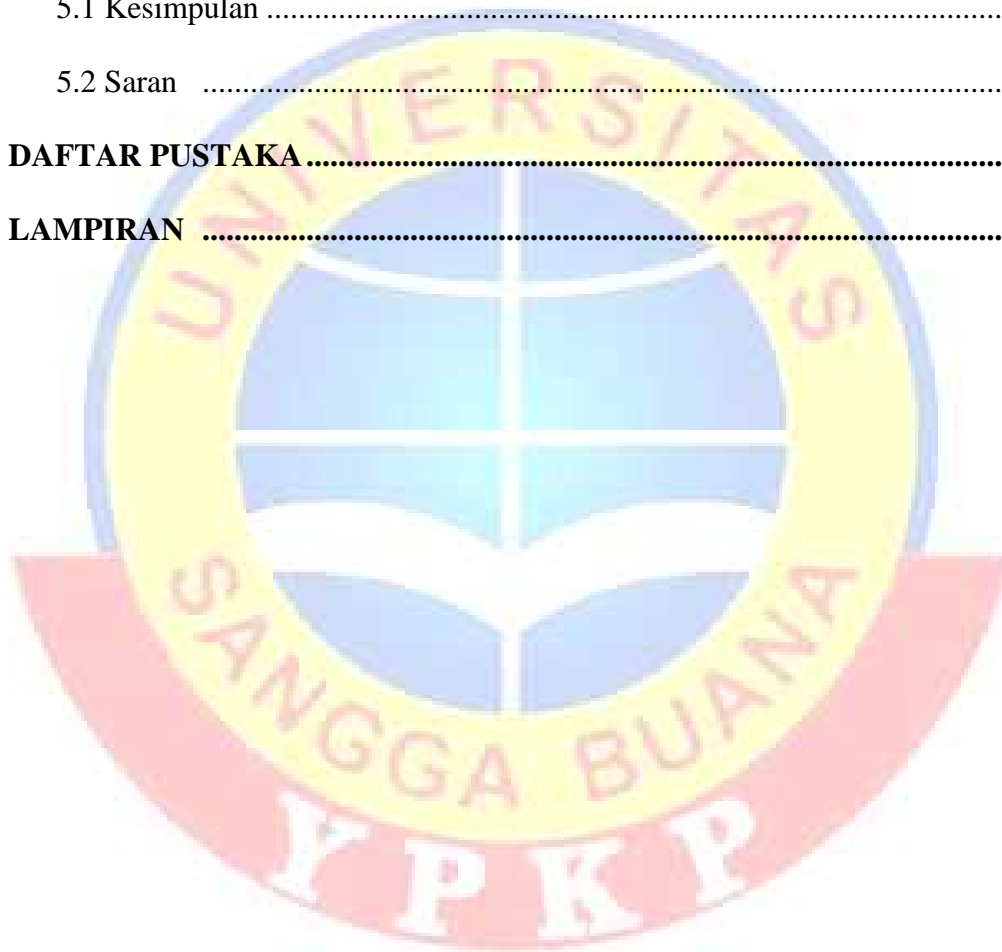 5.1 Kesimpulan ..........................................................................................
5.2 Saran ..................................................................................................
DAFTAR PUSTAKA.......................................................................................
LAMPIRAN ....................................................................................................
UNIVERSITAS
SANGGA BUANA
YPKP